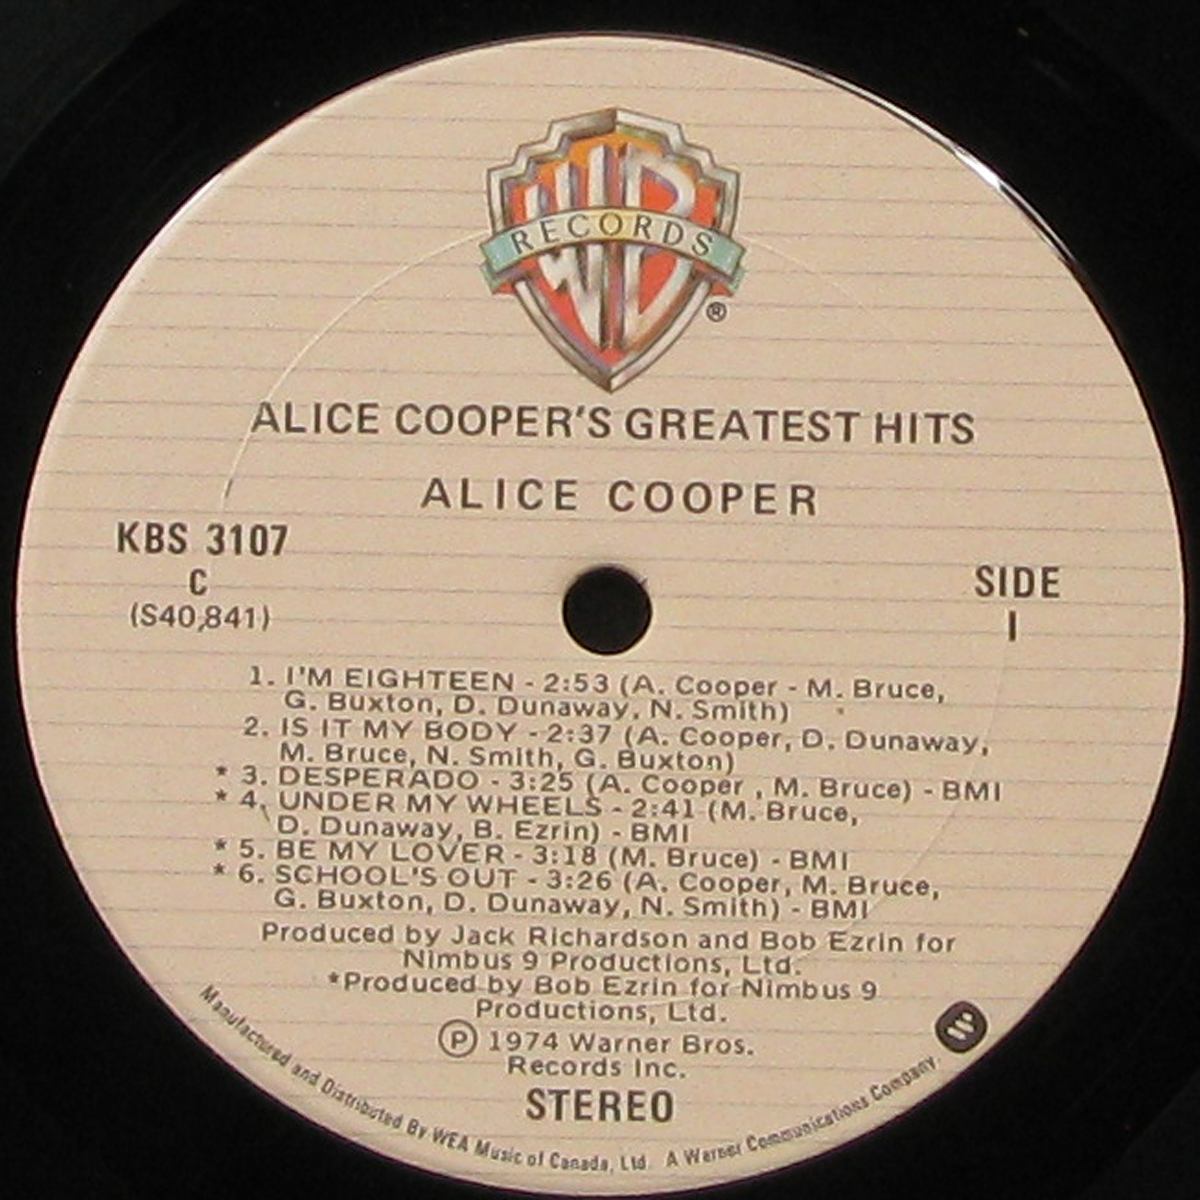 WB
RECORDS
®
ALICE COOPER'S GREATEST HITS
ALICE COOPER
KBS 3107
C
(S40,841)
SIDE
1
1. I'M EIGHTEEN - 2:53 (A. Cooper - M. Bruce,
G. Buxton, D. Dunaway, N. Smith)
2. IS IT MY BODY - 2:37 (A. Cooper, D. Dunaway,
M. Bruce, N. Smith, G. Buxton)
* 3. DESPERADO - 3:25 (A. Cooper , M. Bruce) - BMI
* 4. UNDER MY WHEELS - 2:41 (M. Bruce,
D. Dunaway, B. Ezrin) - BMI
* 5. BE MY LOVER - 3:18 (M. Bruce) - BMI
* 6. SCHOOL'S OUT - 3:26 (A. Cooper, M. Bruce,
G. Buxton, D. Dunaway, N. Smith) - BMI
Produced by Jack Richardson and Bob Ezrin for
Nimbus 9 Productions, Ltd.
*Produced by Bob Ezrin for Nimbus 9
Productions, Ltd.
Ⓟ 1974 Warner Bros.
Records Inc.
STEREO
Manufactured and Distributed By WEA Music of Canada, Ltd. A Warner Communications Company.